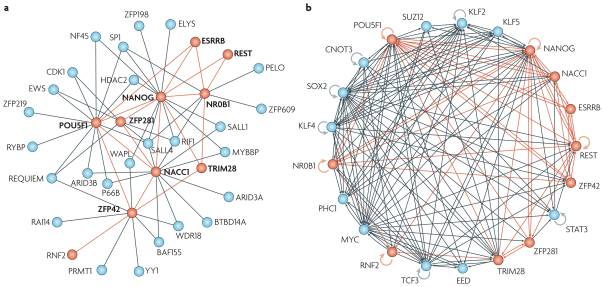 a
ZFP198
ELYS
NF45
SP1
ESRRB
REST
CDK1
HDAC2
PELO
EWS
NANOG
NR0B1
ZFP219
ZFP609
POU5F1
ZFP281
SALL1
RYBP
RIF1
WAPL
SALL4
MYBBP
REQUIEM
NACC1
TRIM28
ARID3B
P66B
ARID3A
ZFP42
RAI14
BTBD14A
WDR18
RNF2
BAF155
PRMT1
YY1
b
KLF2
SUZ12
KLF5
POU5F1
NANOG
CNOT3
NACC1
SOX2
ESRRB
KLF4
REST
NR0B1
ZFP42
PHC1
STAT3
MYC
ZFP281
RNF2
TRIM28
TCF3
EED